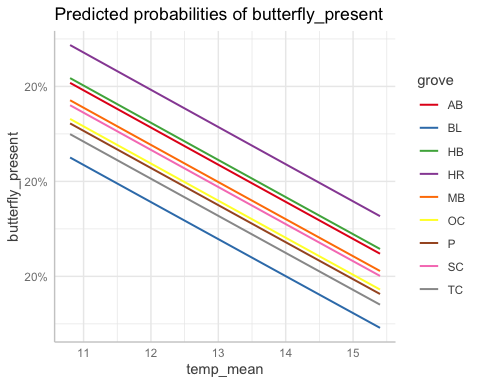 Predicted probabilities of butterfly_present
butterfly_present
20%
20%
20%
11 12 13 14 15
temp_mean
grove
AB
BL
HB
HR
MB
OC
P
SC
TC